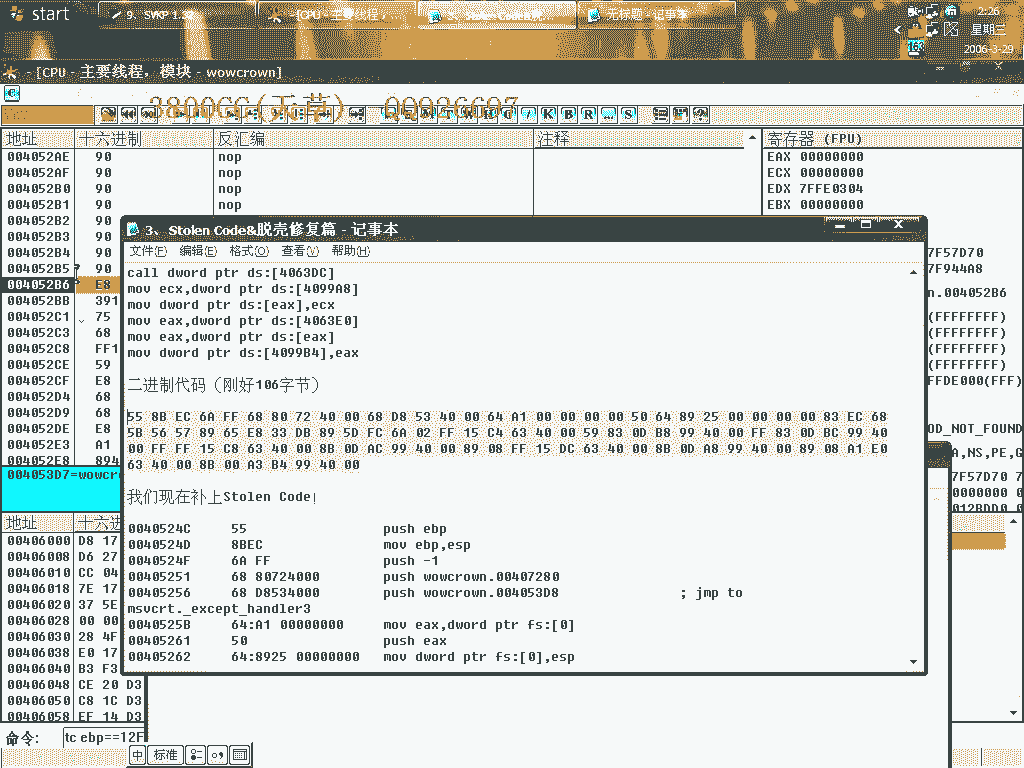 start
9、SVKP 1.32
[CPU - 主要线程,
3、Stolen Code&脱
无标题 - 记事本
2:26
星期三
2006-3-29
163
- [CPU - 主要线程, 模块 - wowcrown]
3800CC(天草) QQ926697
/ K B R ... S
地址 十六进制 反汇编 注释 寄存器 (FPU)
004052AE 90 nop EAX 00000000
004052AF 90 nop ECX 00000000
004052B0 90 nop EDX 7FFE0304
004052B1 90 nop EBX 00000000
004052B2 90
004052B3 90
004052B4 90 7F57D70
004052B5 90 7F944A8
004052B6 E8 n.004052B6
004052BB 391
004052C1 75 (FFFFFFFF)
004052C3 68 (FFFFFFFF)
004052C8 FF1 (FFFFFFFF)
004052CE 59 (FFFFFFFF)
004052CF E8 FFDE000(FFF)
004052D4 68
004052D9 68
004052DE E8 OD_NOT_FOUND
004052E3 A1
004052E8 894 A,NS,PE,G
004053D7=wowcr
7F57D70 7
0000000 0
012BDD0 0
3、Stolen Code&脱壳修复篇 - 记事本
文件(F) 编辑(E) 格式(O) 查看(V) 帮助(H)
call dword ptr ds:[4063DC]
mov ecx,dword ptr ds:[4099A8]
mov dword ptr ds:[eax],ecx
mov eax,dword ptr ds:[4063E0]
mov eax,dword ptr ds:[eax]
mov dword ptr ds:[4099B4],eax
二进制代码（刚好106字节）
55 8B EC 6A FF 68 80 72 40 00 68 D8 53 40 00 64 A1 00 00 00 00 50 64 89 25 00 00 00 00 83 EC 68
5B 56 57 89 65 E8 33 DB 89 5D FC 6A 02 FF 15 C4 63 40 00 59 83 0D B8 99 40 00 FF 83 0D BC 99 40
00 FF FF 15 C8 63 40 00 8B 0D AC 99 40 00 89 08 FF 15 DC 63 40 00 8B 0D A8 99 40 00 89 08 A1 E0
63 40 00 8B 00 A3 B4 99 40 00
我们现在补上Stolen Code!
0040524C 55 push ebp
0040524D 8BEC mov ebp,esp
0040524F 6A FF push -1
00405251 68 80724000 push wowcrown.00407280
00405256 68 D8534000 push wowcrown.004053D8 ; jmp to
msvcrt._except_handler3
0040525B 64:A1 00000000 mov eax,dword ptr fs:[0]
00405261 50 push eax
00405262 64:8925 00000000 mov dword ptr fs:[0],esp
地址 十六进
00406000 D8 17
00406008 D6 27
00406010 CC 04
00406018 7E 17
00406020 37 5E
00406028 00 00
00406030 28 4F
00406038 E0 17
00406040 B3 F3
00406048 CE 20 D3
00406050 C8 1C D3
00406058 EF 14 D3
命令: tc ebp==12F
中 标准